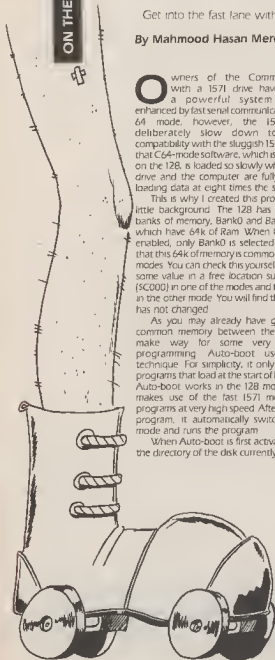 ON THE
Get into the fast lane with
By Mahmood Hasan Mer
Owners of the Comm
with a 1571 drive have
a powerful system
enhanced by fast serial communica
64 mode, however, the 15
deliberately slow down to
compatibility with the sluggish 15
that C64-mode software, which is
on the 128, is loaded so slowly wi
drive and the computer are fully
loading data at eight times the s
This is why I created this pro
little background The 128 has
banks of memory, Bank0 and Ba
which have 64k of Ram When
enabled, only Bank0 is selected
that this 64k of memory is commo
modes You can check this yoursel
some value in a free location su
($C000) in one of the modes and t
in the other mode You will find th
has not changed
As you may already have g
common memory between the
make way for some very
programming Auto-boot use
technique For simplicity, it only
programs that load at the start of
Auto-boot works in the 128 mo
makes use of the fast 1571 m
programs at very high speed Afte
program, it automatically switc
mode and runs the program
When Auto-boot is first activa
the directory of the disk currently